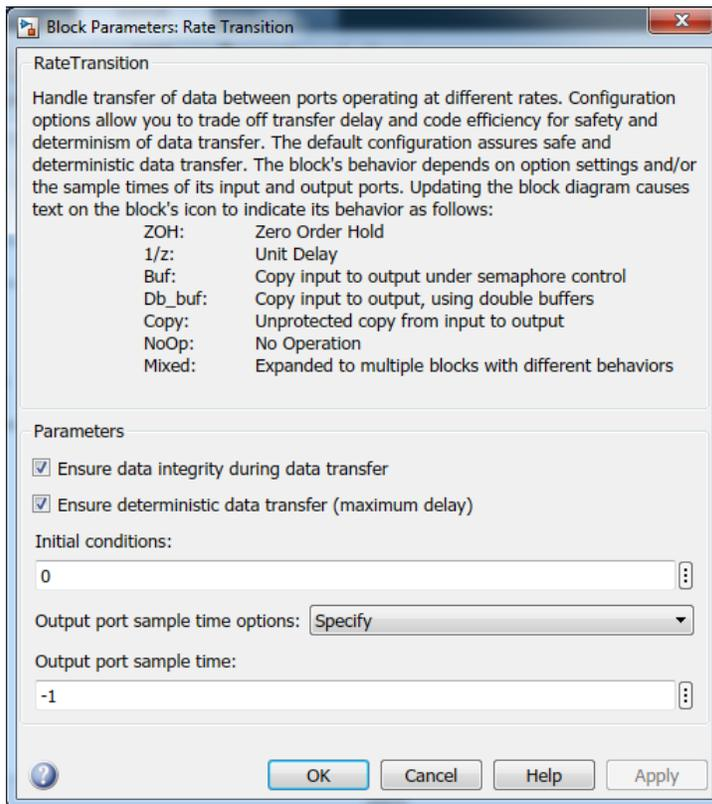 Block Parameters: Rate Transition
RateTransition
Handle transfer of data between ports operating at different rates. Configuration
options allow you to trade off transfer delay and code efficiency for safety and
determinism of data transfer. The default configuration assures safe and
deterministic data transfer. The block's behavior depends on option settings and/or
the sample times of its input and output ports. Updating the block diagram causes
text on the block's icon to indicate its behavior as follows:
ZOH: Zero Order Hold
1/z: Unit Delay
Buf: Copy input to output under semaphore control
Db_buf: Copy input to output, using double buffers
Copy: Unprotected copy from input to output
NoOp: No Operation
Mixed: Expanded to multiple blocks with different behaviors
Parameters
Ensure data integrity during data transfer
Ensure deterministic data transfer (maximum delay)
Initial conditions:
0
Output port sample time options: Specify
Output port sample time:
-1
OK Cancel Help Apply